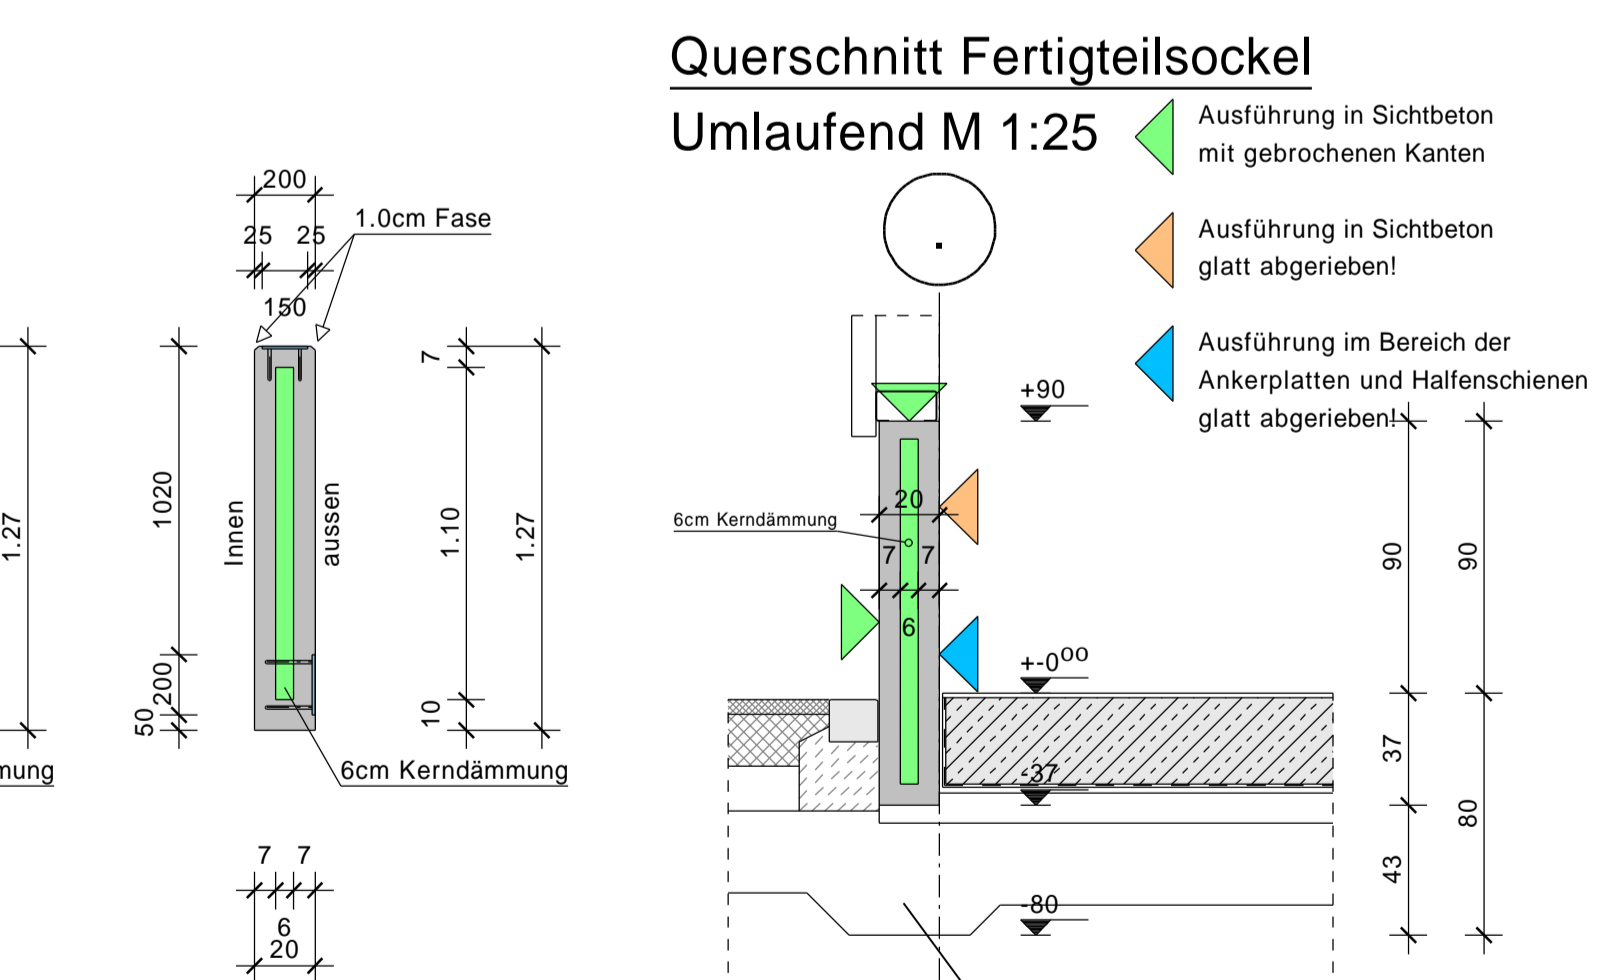 Querschnitt Fertigteilsockel
Umlaufend M 1:25
Ausführung in Sichtbeton
mit gebrochenen Kanten
Ausführung in Sichtbeton
glatt abgerieben!
Ausführung im Bereich der
Ankerplatten und Halfenschienen
glatt abgerieben!
200
1.0cm Fase
25 25
150
1.27
1020
200
50
Innen
aussen
7
1.10
10
1.27
mung
6cm Kerndämmung
7 7
6
20
+90
20
6cm Kerndämmung
7 7
6
+-0oo
-37
-80
90
37
43
90
80